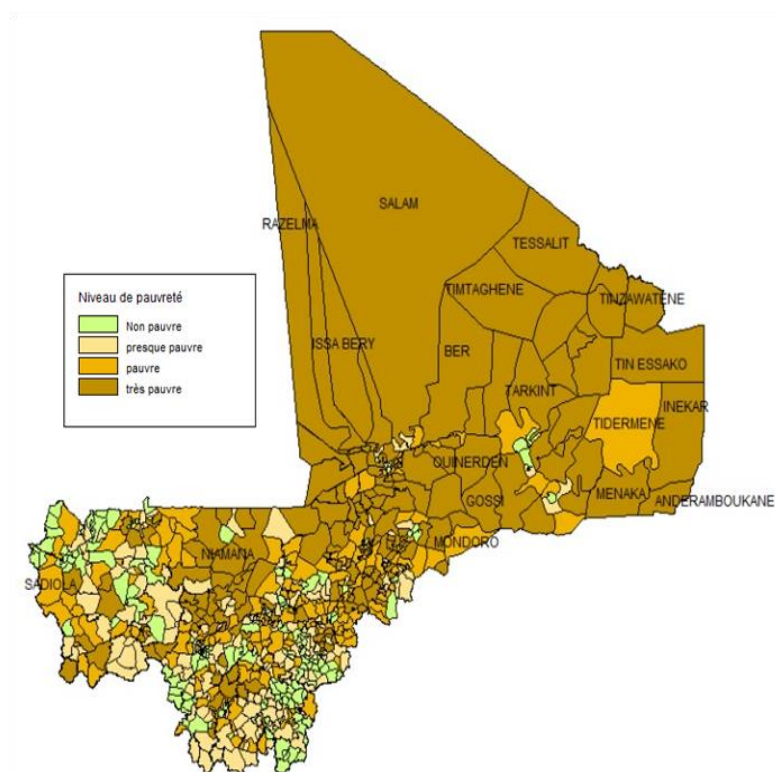 SALAM
RAZELMA
TESSALIT
TIMTAGHENE
TINZAWATENE
Niveau de pauvreté
Non pauvre
presque pauvre
pauvre
très pauvre
ISSA BERY
BER
TIN ESSAKO
TARKINT
INEKAR
TIDERMENE
OUINERDEN
GOSSI
MENAKA
ANDERAMBOUKANE
MONDORO
NIAMANA
SADIOLA